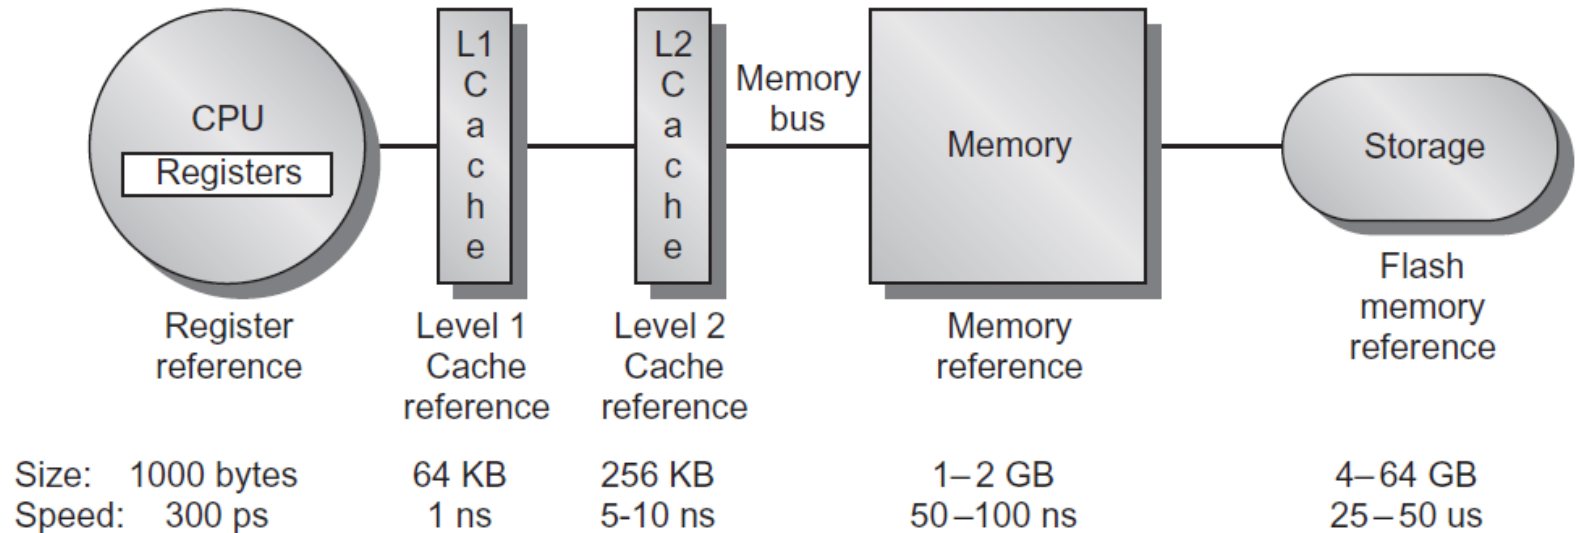 CPU
Registers
L1
C
a
c
h
e
L2
C
a
c
h
e
Memory
bus
Memory
Storage
Register
reference
Level 1
Cache
reference
Level 2
Cache
reference
Memory
reference
Flash
memory
reference
Size: 1000 bytes 64 KB 256 KB 1–2 GB 4–64 GB
Speed: 300 ps 1 ns 5-10 ns 50–100 ns 25–50 us